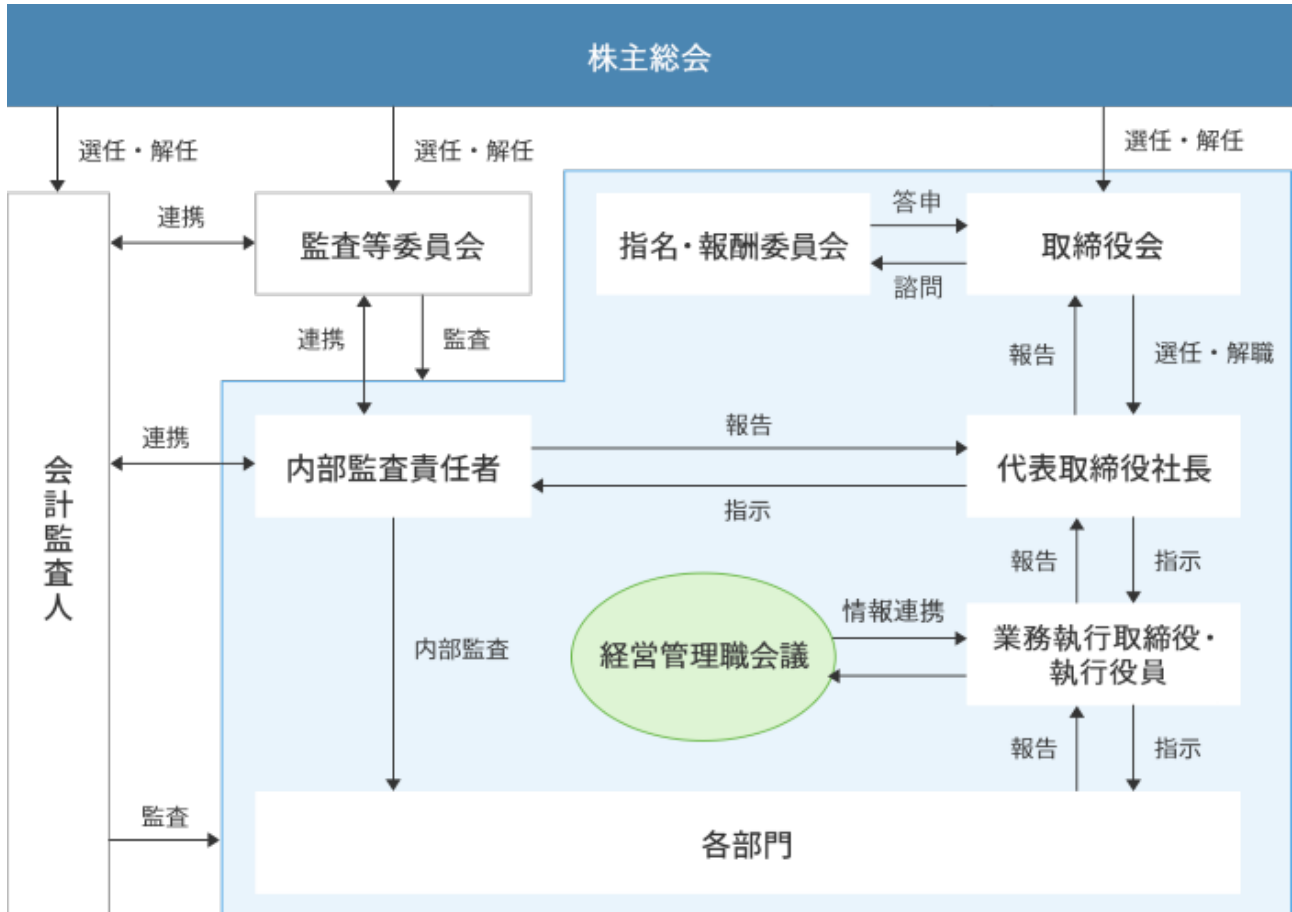 株主総会
選任・解任
選任・解任
選任・解任
連携
監査等委員会
指名・報酬委員会
答申
諮問
取締役会
連携
監査
報告
選任・解職
連携
内部監査責任者
報告
指示
代表取締役社長
会計監査人
報告
指示
内部監査
経営管理職会議
情報連携
業務執行取締役・
執行役員
報告
指示
監査
各部門